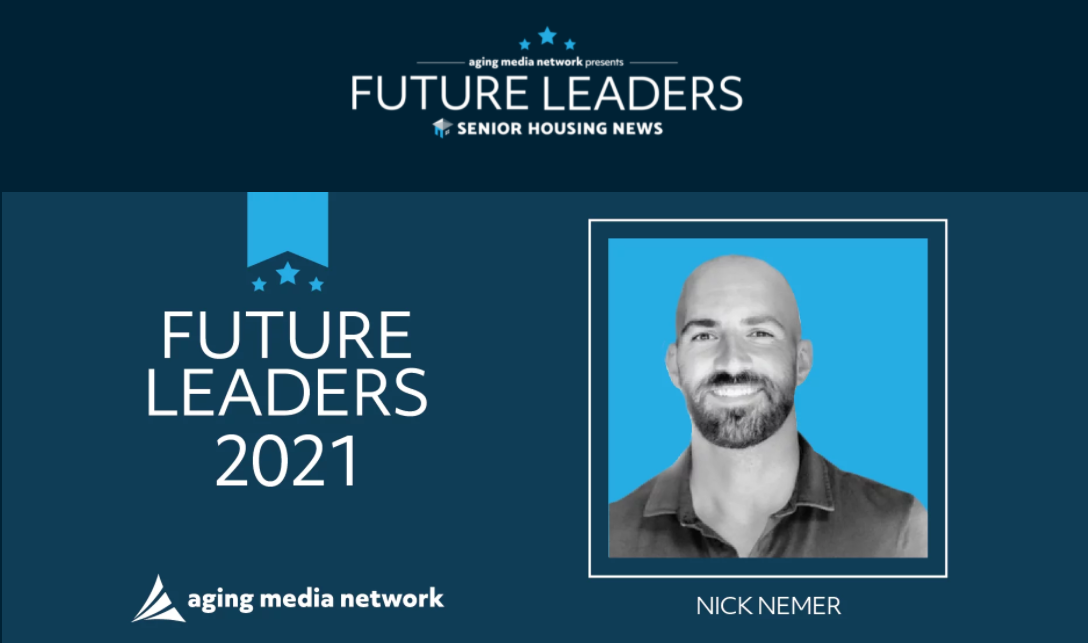 aging media network presents
FUTURE LEADERS
SENIOR HOUSING NEWS
FUTURE
LEADERS
2021
aging media network
NICK NEMER